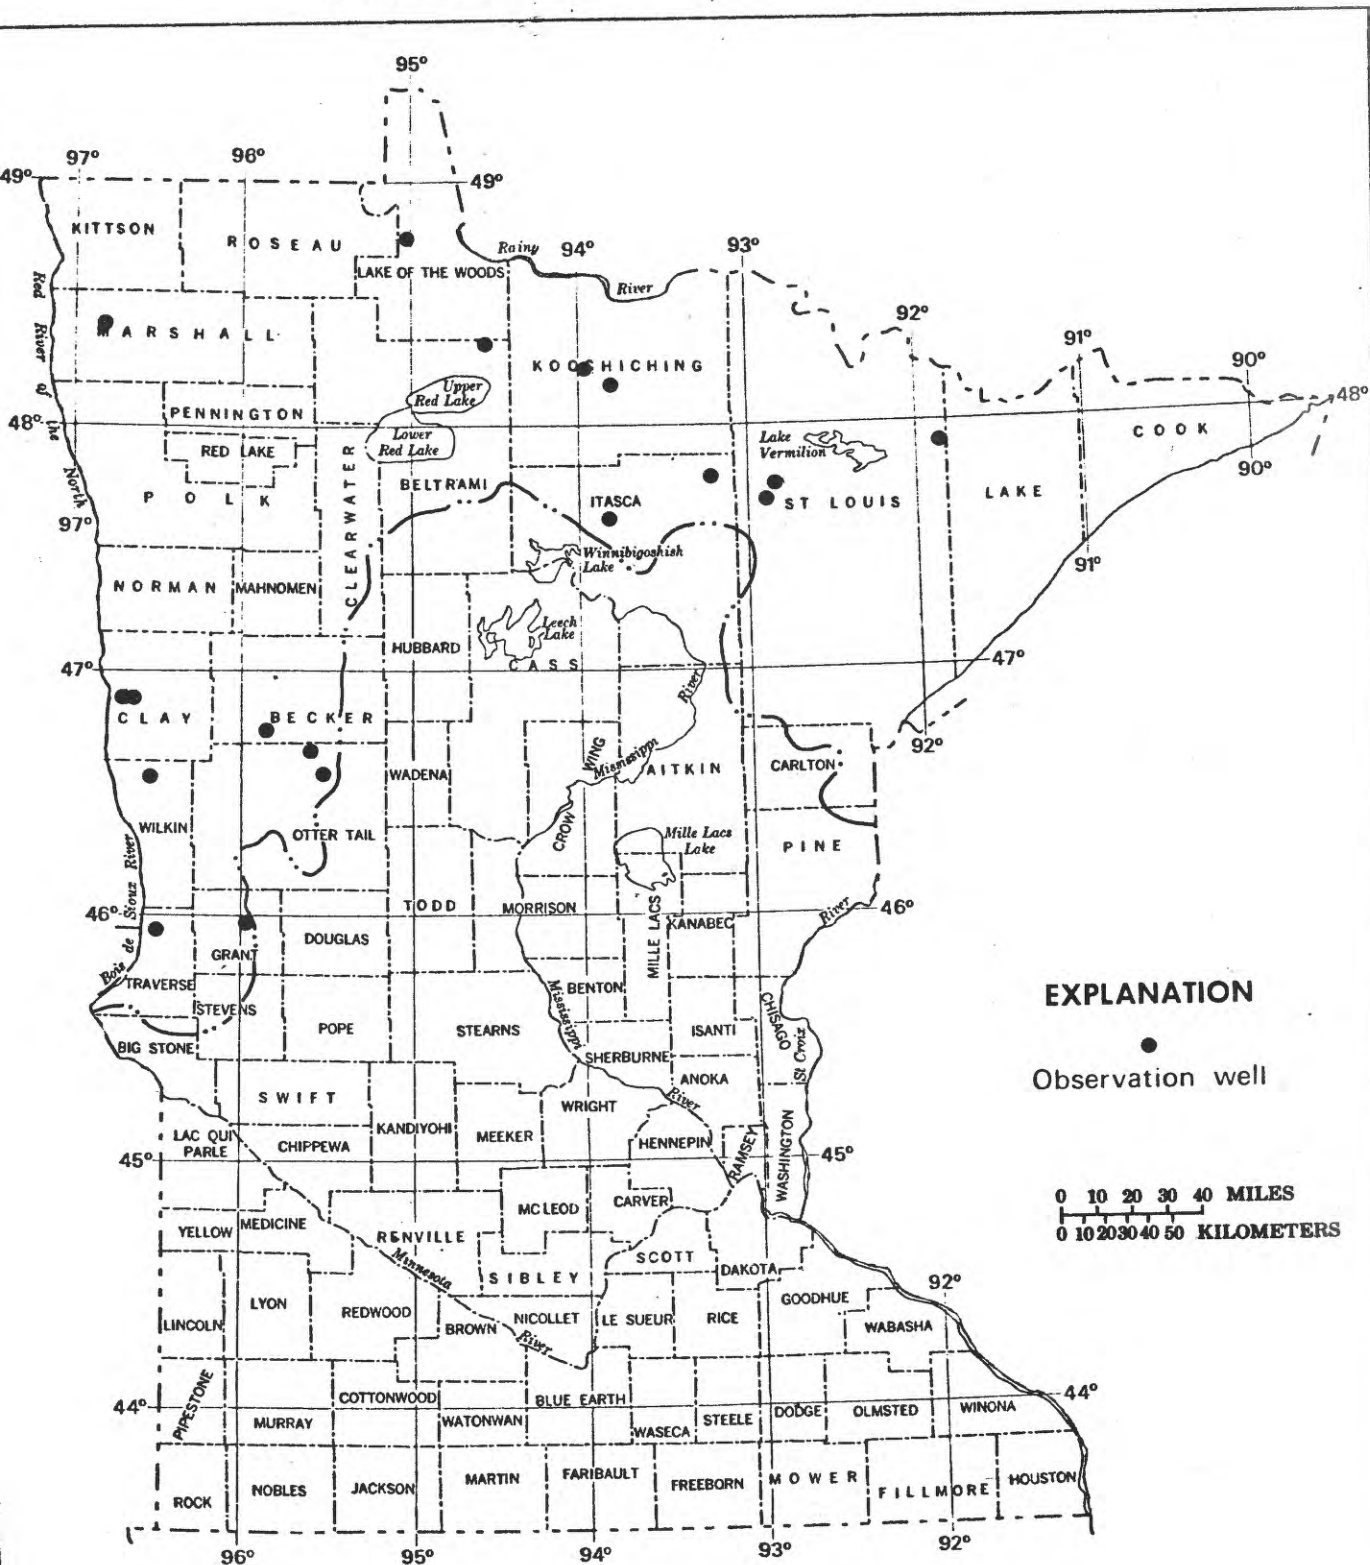 95°
97°
96°
49°
49°
KITTSON
ROSEAU
Rainy
94°
93°
LAKE OF THE WOODS
River
Red River of the North
MARSHALL
92°
91°
90°
KOOCHICHING
Upper
Red Lake
48°
PENNINGTON
48°
Lower
Red Lake
Lake
Vermilion
COOK
RED LAKE
90°
CLEARWATER
BELTRAMI
POLK
ITASCA
ST LOUIS
LAKE
97°
Winnibigoshish
Lake
91°
NORMAN
MAHNOMEN
Leech
Lake
HUBBARD
CASS
47°
47°
River
CLAY
BECKER
92°
WADENA
CROW WING
Mississippi
AITKIN
CARLTON
WILKIN
OTTER TAIL
Mille Lacs
Lake
PINE
Bois de Sioux River
TODD
MORRISON
46°
46°
River
MILLE LACS
KANABEC
GRANT
DOUGLAS
TRAVERSE
BENTON
STEVENS
POPE
STEARNS
Mississippi
ISANTI
CHISAGO
St Croix
BIG STONE
SHERBURNE
ANOKA
SWIFT
WRIGHT
River
LAC QUI
PARLE
CHIPPEWA
KANDIYOHI
MEEKER
HENNEPIN
RAMSEY
WASHINGTON
45°
45°
YELLOW MEDICINE
MC LEOD
CARVER
RENVILLE
SCOTT
Minnesota
SIBLEY
DAKOTA
92°
LINCOLN
LYON
REDWOOD
BROWN
NICOLLET
River
LE SUEUR
RICE
GOODHUE
WABASHA
PIPESTONE
COTTONWOOD
BLUE EARTH
44°
44°
MURRAY
WATONWAN
WASECA
STEELE
DODGE
OLMSTED
WINONA
ROCK
NOBLES
JACKSON
MARTIN
FARIBAULT
FREEBORN
MOWER
FILLMORE
HOUSTON
96°
95°
94°
93°
92°
EXPLANATION
Observation well
0 10 20 30 40 MILES
0 10 20 30 40 50 KILOMETERS